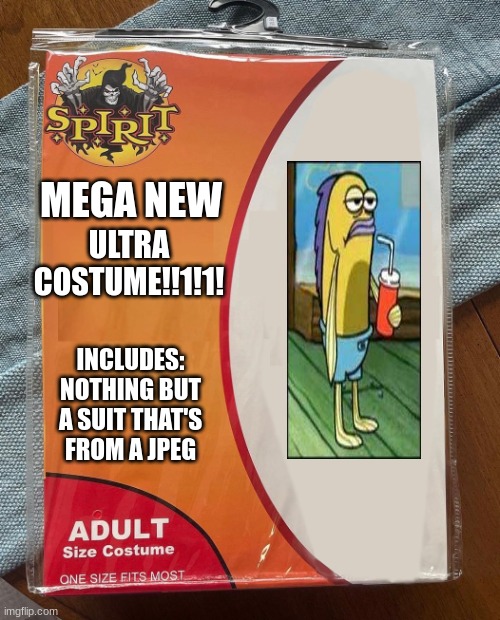 SPIRIT
MEGA NEW
ULTRA
COSTUME!!1!1!
INCLUDES:
NOTHING BUT
A SUIT THAT'S
FROM A JPEG
ADULT
Size Costume
ONE SIZE FITS MOST
imgflip.com